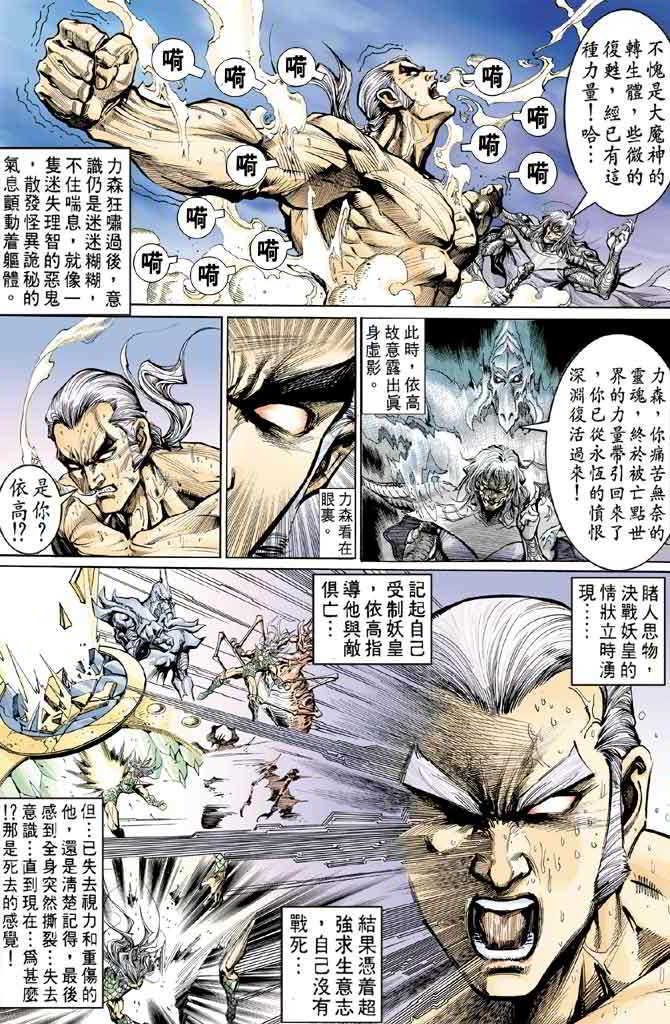 不愧是大魔神的
轉生體，些微的
復甦，經已有這
種力量！哈…
嗬
嗬
嗬
嗬
嗬
嗬
嗬
嗬
嗬
嗬
嗬
嗬
力森狂嘯過後，意
識仍是迷迷糊糊，
不住喘息，就像一
隻迷失理智的惡鬼
，散發怪異詭秘的
氣息顫動着軀體。
力森，你痛苦無奈的
靈魂，終於被亡點世
界的力量帶引回來了
，你已從永恆的憤恨
深淵復活過來！
此時，依高
故意露出眞
身虛影。
力森看在
眼裏。
是你？
依高！？
睹人思物，
決戰妖皇的
情狀立時湧
現……
記起自己
受制妖皇
，依高指
導他與敵
俱亡…
結果憑着超
強求生意志
，自己沒有
戰死…
但…已失去視力和重傷的
他，還是清楚記得，最後
感到全身突然撕裂…失去
意識…直到現在…爲甚麼
！？那是死去的感覺！